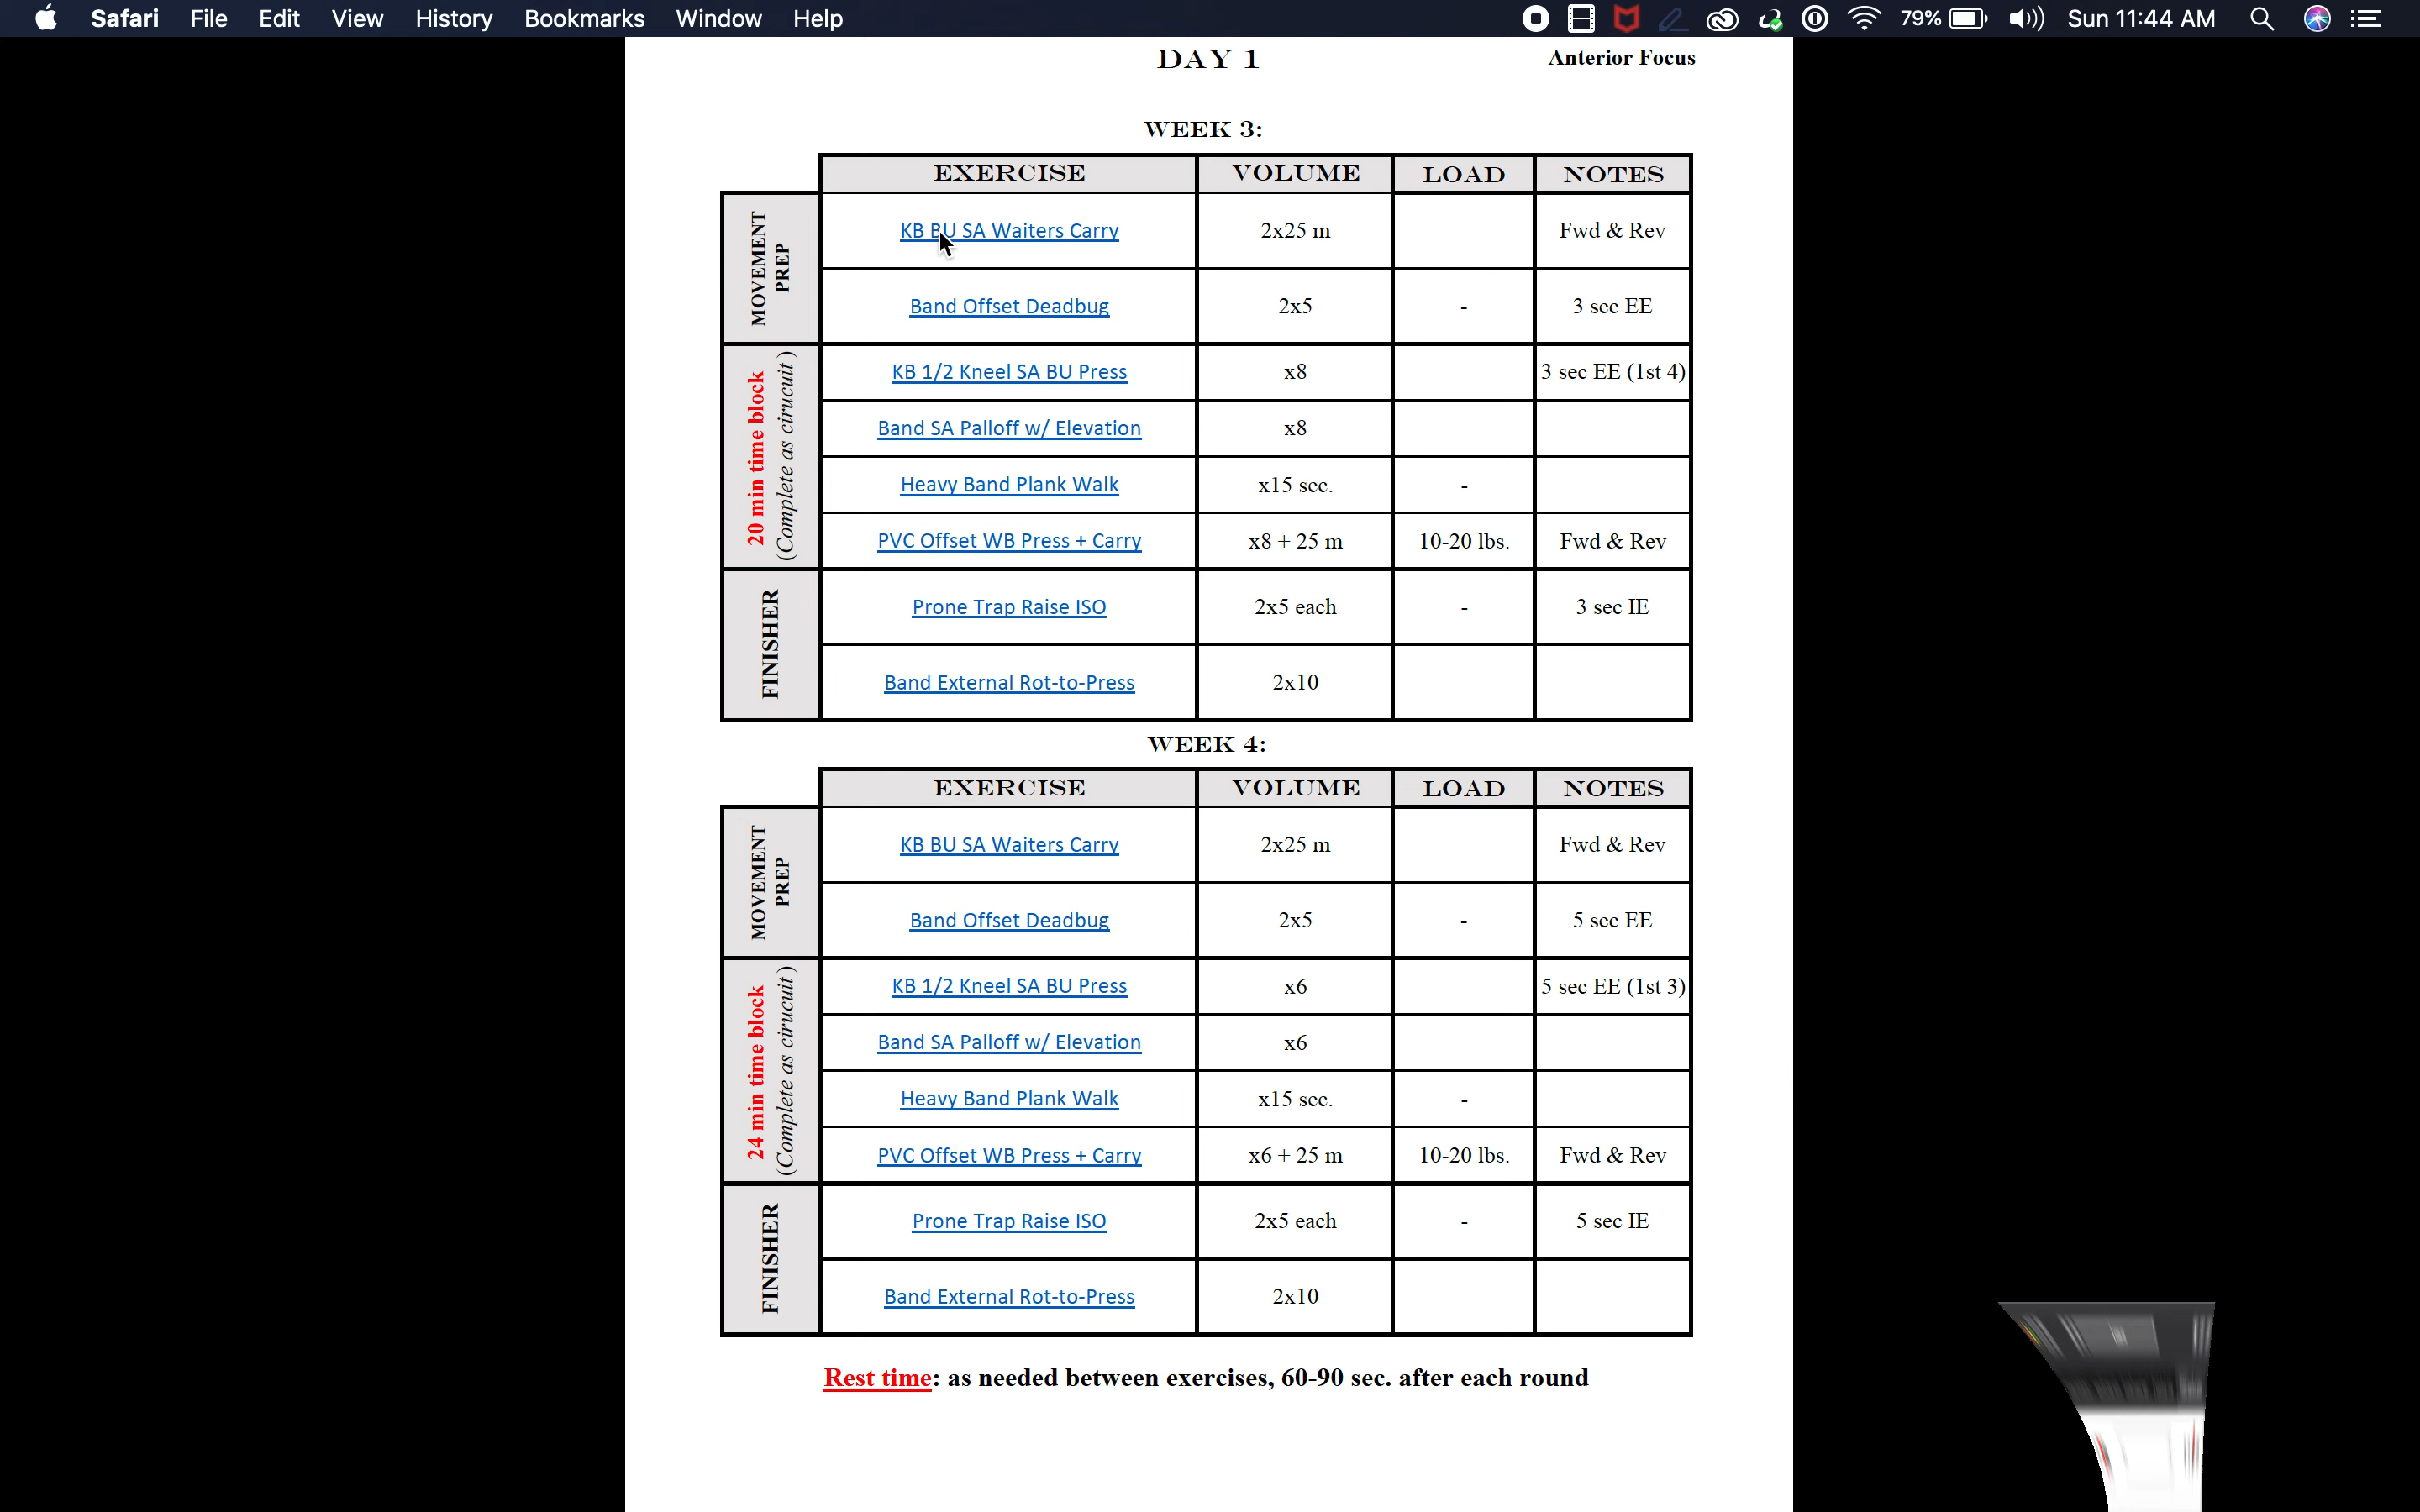 Safari File Edit View History Bookmarks Window Help 79% Sun 11:44 AM
DAY 1 Anterior Focus
WEEK 3:
EXERCISE VOLUME LOAD NOTES
MOVEMENT
PREP
KB BU SA Waiters Carry 2x25 m Fwd & Rev
Band Offset Deadbug 2x5 - 3 sec EE
20 min time block
(Complete as cirucuit)
KB 1/2 Kneel SA BU Press x8 3 sec EE (1st 4)
Band SA Palloff w/ Elevation x8
Heavy Band Plank Walk x15 sec. -
PVC Offset WB Press + Carry x8 + 25 m 10-20 lbs. Fwd & Rev
FINISHER
Prone Trap Raise ISO 2x5 each - 3 sec IE
Band External Rot-to-Press 2x10
WEEK 4:
EXERCISE VOLUME LOAD NOTES
MOVEMENT
PREP
KB BU SA Waiters Carry 2x25 m Fwd & Rev
Band Offset Deadbug 2x5 - 5 sec EE
24 min time block
(Complete as cirucuit)
KB 1/2 Kneel SA BU Press x6 5 sec EE (1st 3)
Band SA Palloff w/ Elevation x6
Heavy Band Plank Walk x15 sec. -
PVC Offset WB Press + Carry x6 + 25 m 10-20 lbs. Fwd & Rev
FINISHER
Prone Trap Raise ISO 2x5 each - 5 sec IE
Band External Rot-to-Press 2x10
Rest time: as needed between exercises, 60-90 sec. after each round